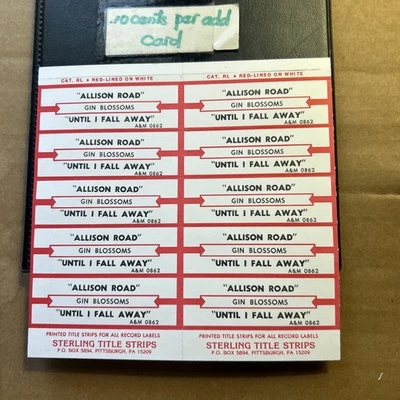 .10 cents per add
Card
CAT. RL • RED-LINED ON WHITE
"ALLISON ROAD"
GIN BLOSSOMS
"UNTIL I FALL AWAY"
A&M 0862
"ALLISON ROAD"
GIN BLOSSOMS
"UNTIL I FALL AWAY"
A&M 0862
"ALLISON ROAD"
GIN BLOSSOMS
"UNTIL I FALL AWAY"
A&M 0862
"ALLISON ROAD"
GIN BLOSSOMS
"UNTIL I FALL AWAY"
A&M 0862
"ALLISON ROAD"
GIN BLOSSOMS
"UNTIL I FALL AWAY"
A&M 0862
PRINTED TITLE STRIPS FOR ALL RECORD LABELS
STERLING TITLE STRIPS
P.O. BOX 5894, PITTSBURGH, PA 15209
CAT. RL • RED-LINED ON WHITE
"ALLISON ROAD"
GIN BLOSSOMS
"UNTIL I FALL AWAY"
A&M 0862
"ALLISON ROAD"
GIN BLOSSOMS
"UNTIL I FALL AWAY"
A&M 0862
"ALLISON ROAD"
GIN BLOSSOMS
"UNTIL I FALL AWAY"
A&M 0862
"ALLISON ROAD"
GIN BLOSSOMS
"UNTIL I FALL AWAY"
A&M 0862
"ALLISON ROAD"
GIN BLOSSOMS
"UNTIL I FALL AWAY"
A&M 0862
PRINTED TITLE STRIPS FOR ALL RECORD LABELS
STERLING TITLE STRIPS
P.O. BOX 5894, PITTSBURGH, PA 15209